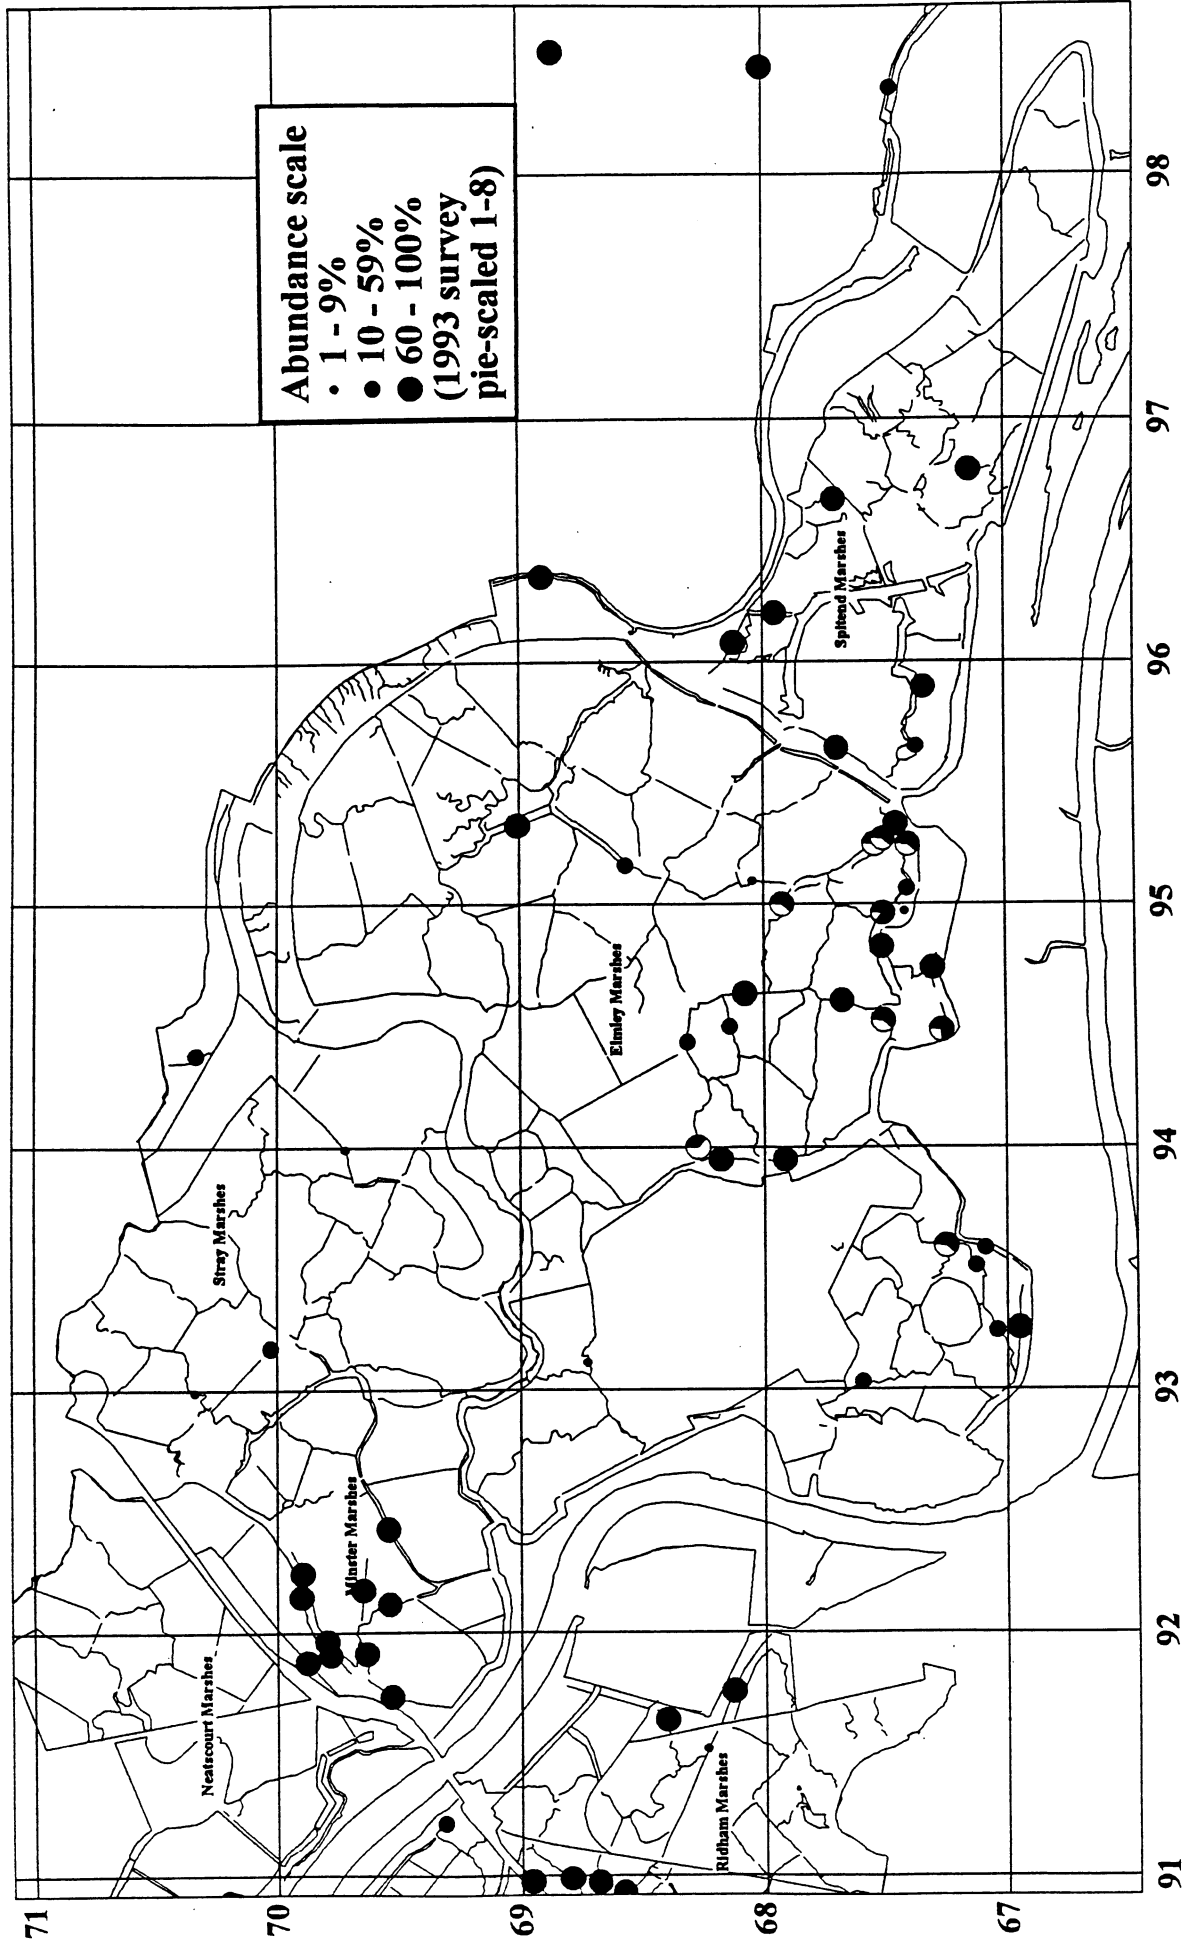 Abundance scale
1 - 9%
10 - 59%
60 - 100%
(1993 survey
pie-scaled 1-8)
Neatscourt Marshes
Minster Marshes
Stray Marshes
Elmley Marshes
Spitend Marshes
Ridham Marshes
71
70
69
68
67
91
92
93
94
95
96
97
98